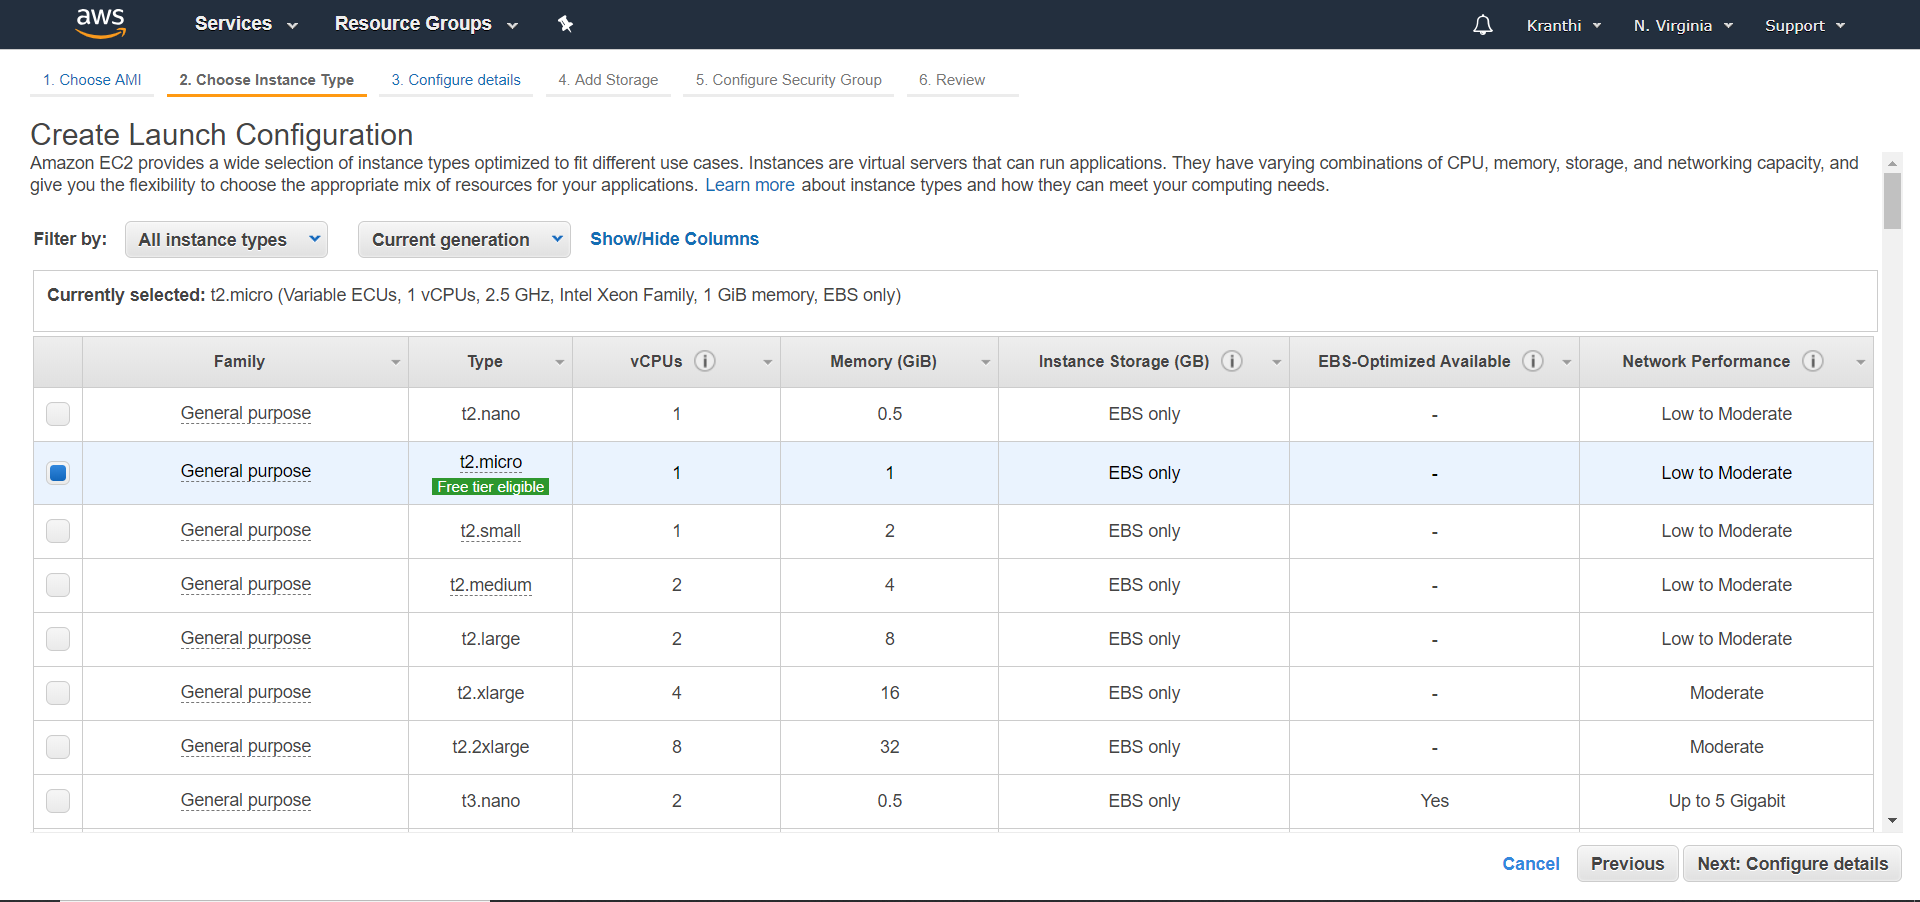 aws Services Resource Groups Kranthi N. Virginia Support
1. Choose AMI 2. Choose Instance Type 3. Configure details 4. Add Storage 5. Configure Security Group 6. Review
Create Launch Configuration
Amazon EC2 provides a wide selection of instance types optimized to fit different use cases. Instances are virtual servers that can run applications. They have varying combinations of CPU, memory, storage, and networking capacity, and
give you the flexibility to choose the appropriate mix of resources for your applications. Learn more about instance types and how they can meet your computing needs.
Filter by: All instance types Current generation Show/Hide Columns
Currently selected: t2.micro (Variable ECUs, 1 vCPUs, 2.5 GHz, Intel Xeon Family, 1 GiB memory, EBS only)
Family Type vCPUs i Memory (GiB) Instance Storage (GB) i EBS-Optimized Available i Network Performance i
General purpose t2.nano 1 0.5 EBS only - Low to Moderate
General purpose t2.micro 1 1 EBS only - Low to Moderate
Free tier eligible
General purpose t2.small 1 2 EBS only - Low to Moderate
General purpose t2.medium 2 4 EBS only - Low to Moderate
General purpose t2.large 2 8 EBS only - Low to Moderate
General purpose t2.xlarge 4 16 EBS only - Moderate
General purpose t2.2xlarge 8 32 EBS only - Moderate
General purpose t3.nano 2 0.5 EBS only Yes Up to 5 Gigabit
Cancel Previous Next: Configure details